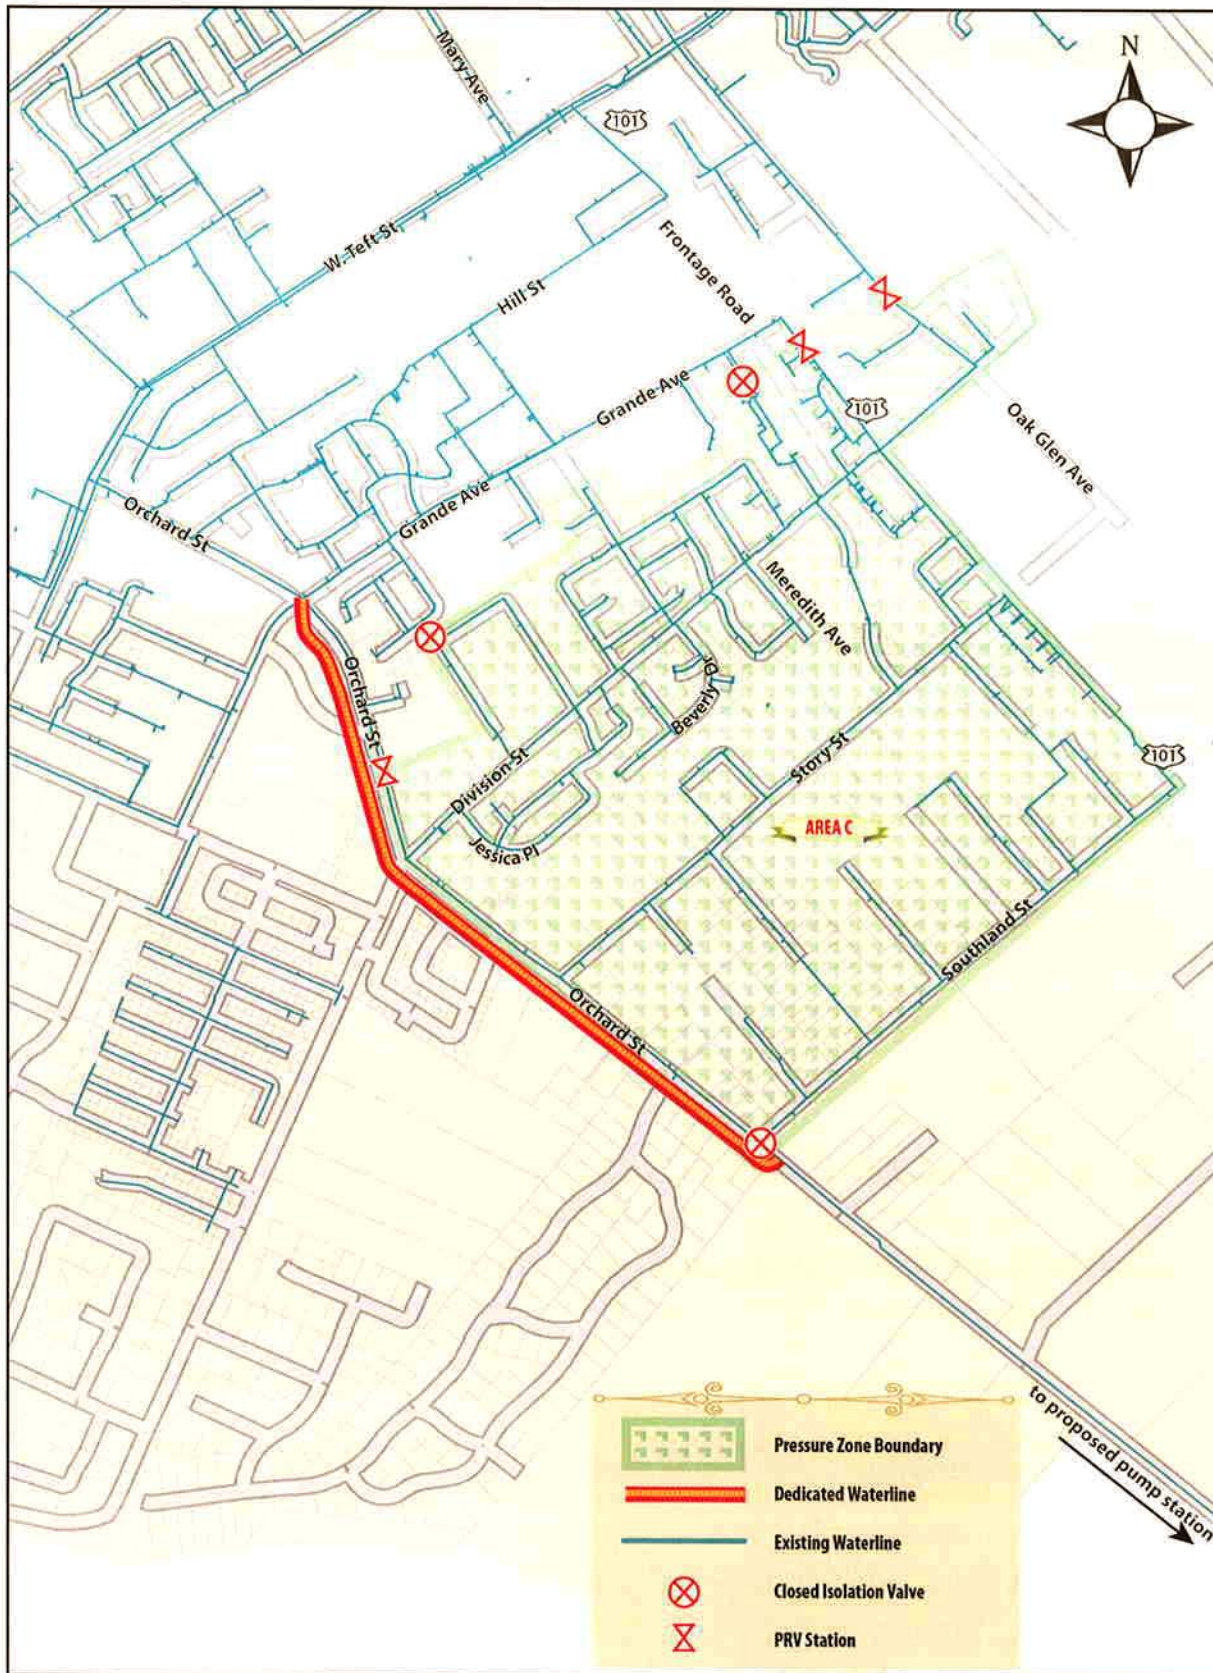 N
Mary Ave
101
W. Teft St.
Hill St
Frontage Road
Grande Ave
101
Oak Glen Ave
Orchard St
Grande Ave
Meredith Ave
Orchard St
Beverly Dr
Division St
Story St
101
Jessica Pl
AREA C
Southland St
Orchard St
to proposed pump station
Pressure Zone Boundary
Dedicated Waterline
Existing Waterline
Closed Isolation Valve
PRV Station